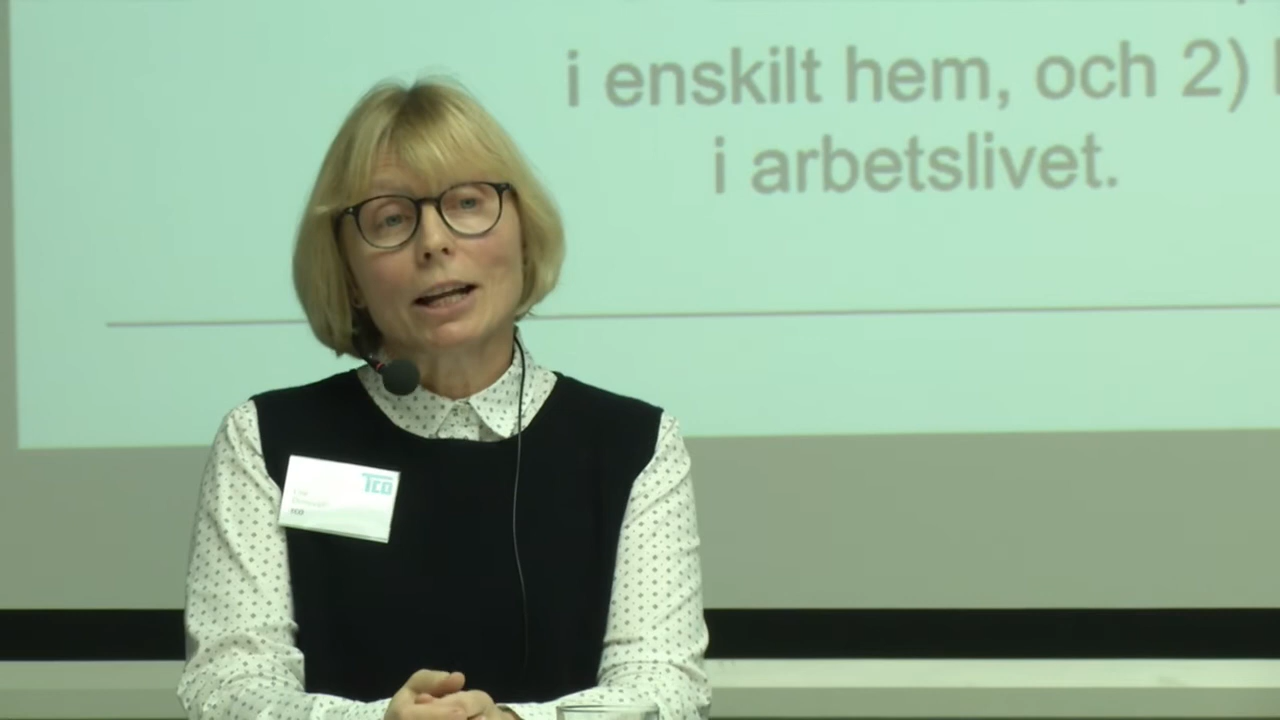 i enskilt hem, och 2)
i arbetslivet.
TCO
TCO